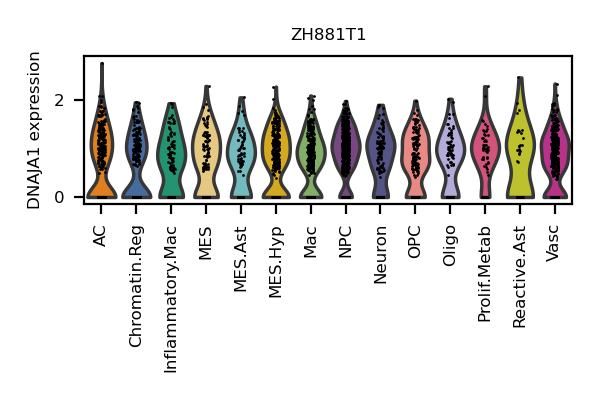 ZH881T1
DNAJA1 expression
2
0
AC
Chromatin.Reg
Inflammatory.Mac
MES
MES.Ast
MES.Hyp
Mac
NPC
Neuron
OPC
Oligo
Prolif.Metab
Reactive.Ast
Vasc